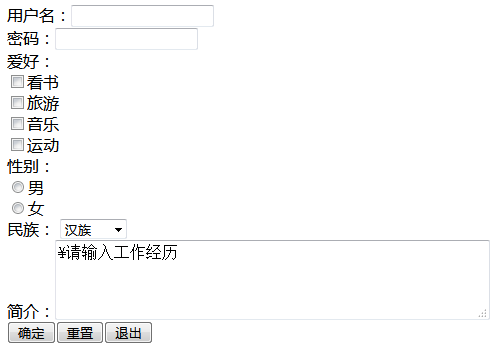 用户名：
密码：
爱好：
看书
旅游
音乐
运动
性别：
男
女
民族： 汉族
¥请输入工作经历
简介：
确定 重置 退出